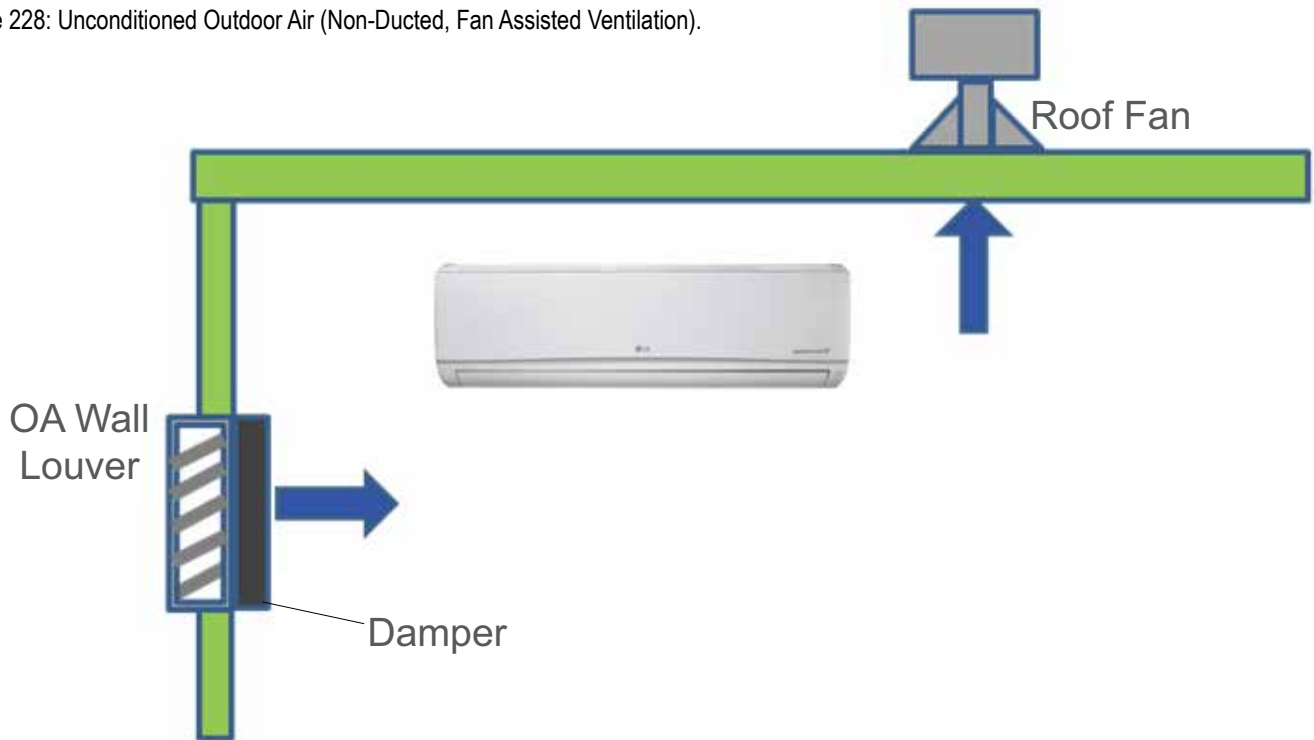 e 228: Unconditioned Outdoor Air (Non-Ducted, Fan Assisted Ventilation).
Roof Fan
OA Wall
Louver
Damper